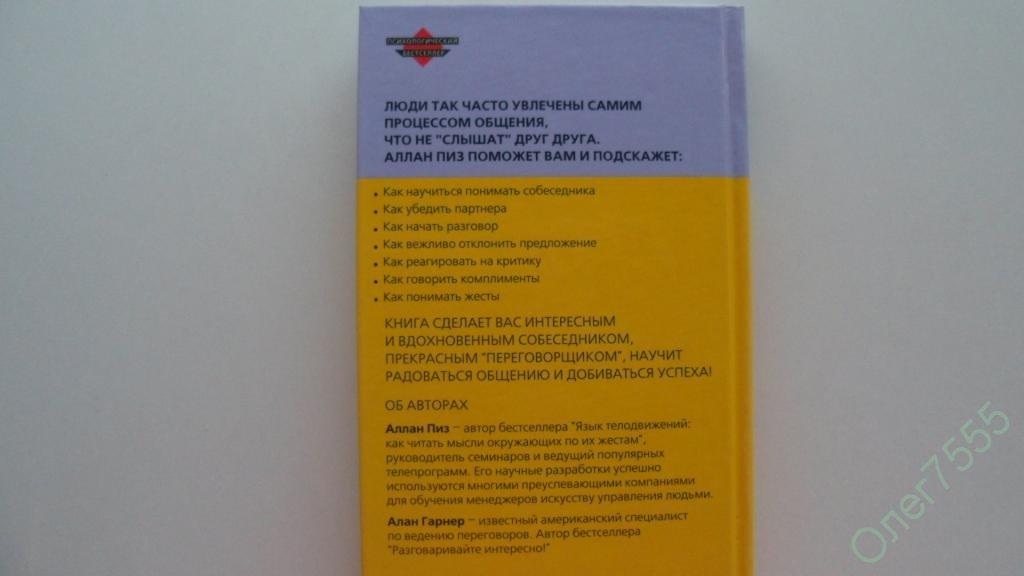 ПСИХОЛОГИЧЕСКИЙ
БЕСТСЕЛЛЕР
ЛЮДИ ТАК ЧАСТО УВЛЕЧЕНЫ САМИМ
ПРОЦЕССОМ ОБЩЕНИЯ,
ЧТО НЕ "СЛЫШАТ" ДРУГ ДРУГА.
АЛЛАН ПИЗ ПОМОЖЕТ ВАМ И ПОДСКАЖЕТ:
• Как научиться понимать собеседника
• Как убедить партнера
• Как начать разговор
• Как вежливо отклонить предложение
• Как реагировать на критику
• Как говорить комплименты
• Как понимать жесты
КНИГА СДЕЛАЕТ ВАС ИНТЕРЕСНЫМ
И ВДОХНОВЕННЫМ СОБЕСЕДНИКОМ,
ПРЕКРАСНЫМ "ПЕРЕГОВОРЩИКОМ", НАУЧИТ
РАДОВАТЬСЯ ОБЩЕНИЮ И ДОБИВАТЬСЯ УСПЕХА!
ОБ АВТОРАХ
Аллан Пиз – автор бестселлера "Язык телодвижений:
как читать мысли окружающих по их жестам",
руководитель семинаров и ведущий популярных
телепрограмм. Его научные разработки успешно
используются многими преуспевающими компаниями
для обучения менеджеров искусству управления людьми.
Алан Гарнер – известный американский специалист
по ведению переговоров. Автор бестселлера
"Разговаривайте интересно!"
Олег7555